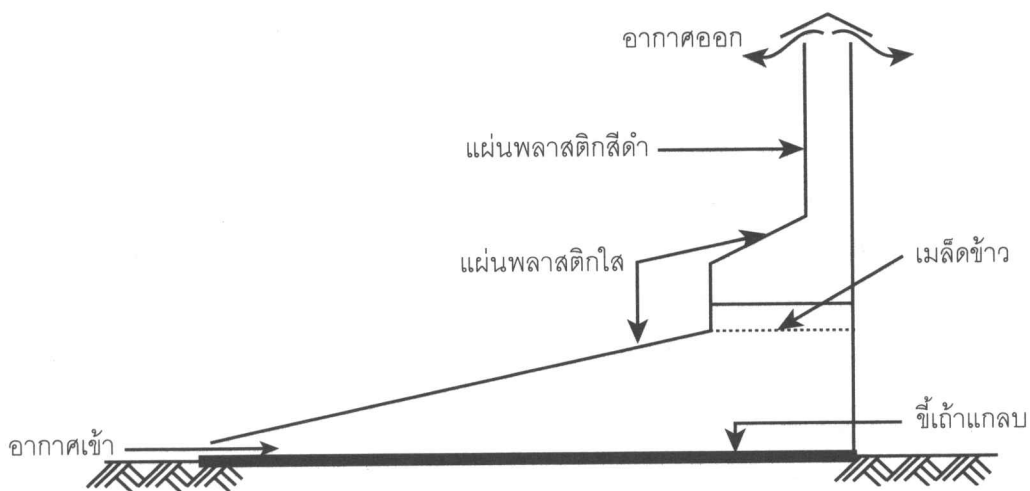 อากาศออก
แผ่นพลาสติกสีดำ
แผ่นพลาสติกใส
เมล็ดข้าว
ขี้เถ้าแกลบ
อากาศเข้า